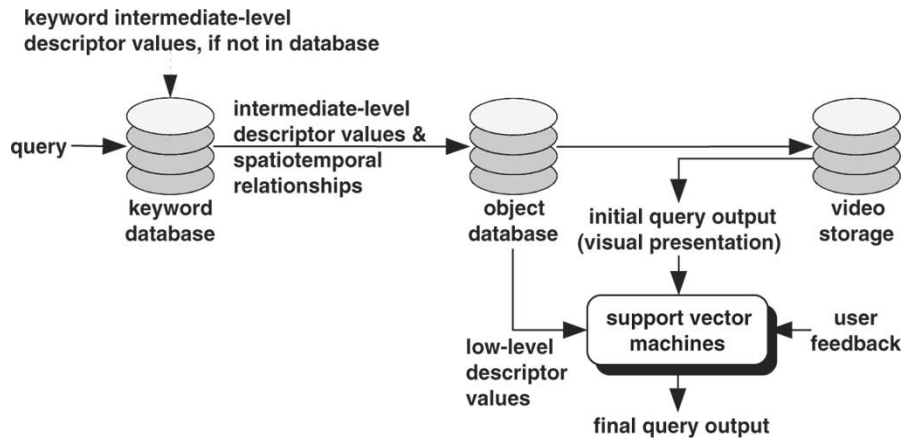 keyword intermediate-level
descriptor values, if not in database
query
intermediate-level
descriptor values &
spatiotemporal
relationships
keyword
database
object
database
video
storage
initial query output
(visual presentation)
support vector
machines
user
feedback
low-level
descriptor
values
final query output